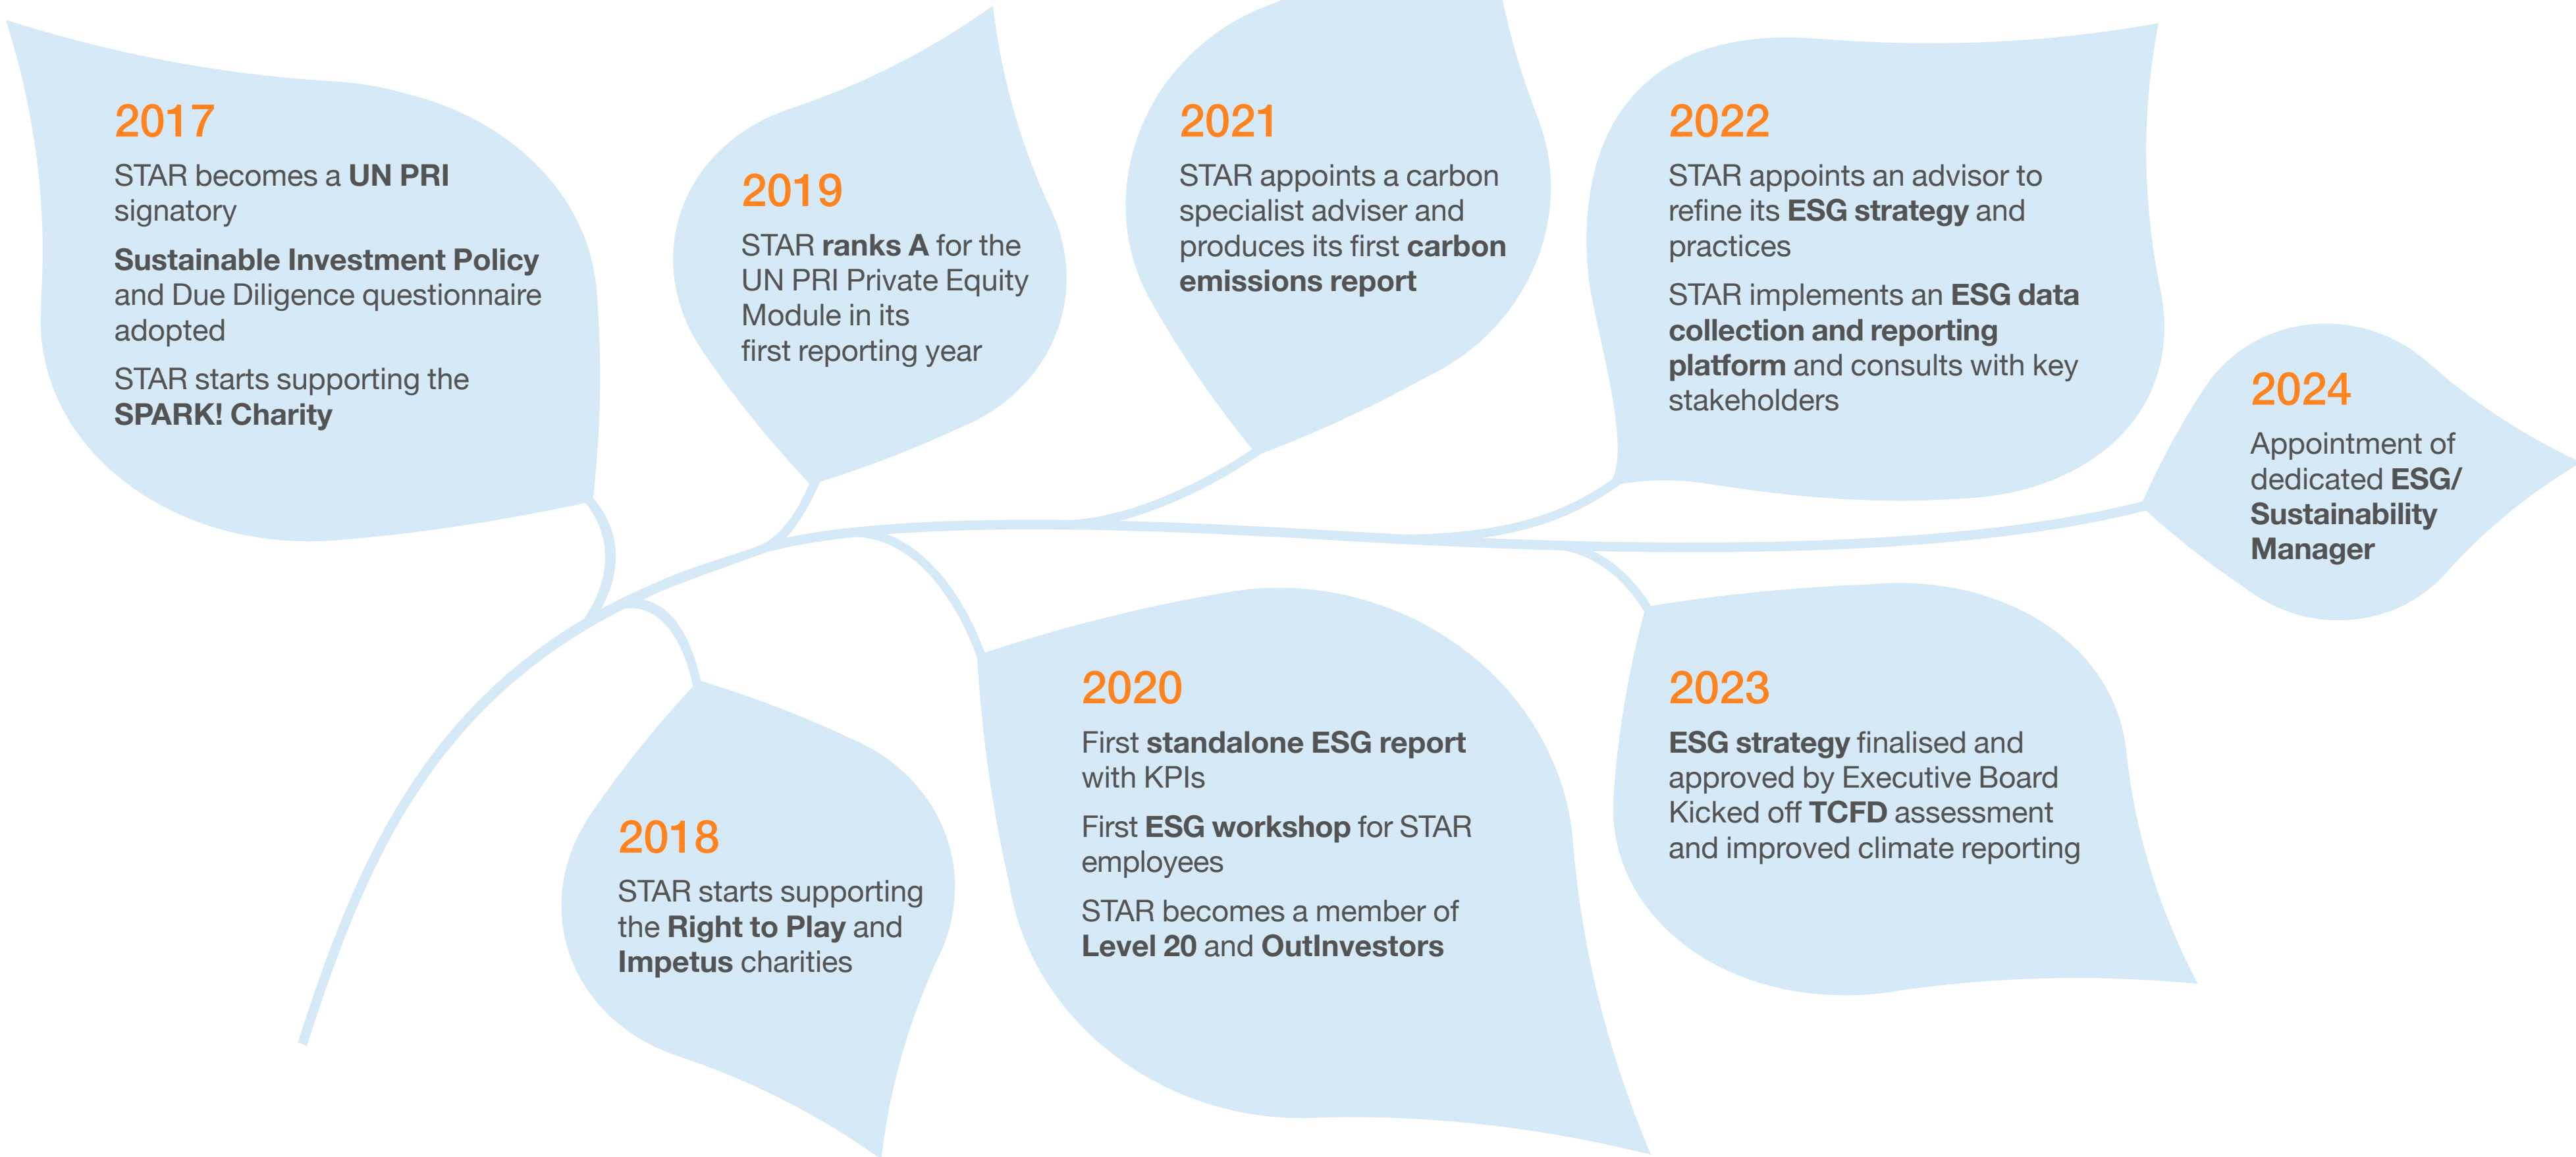 2017
STAR becomes a UN PRI
signatory
Sustainable Investment Policy
and Due Diligence questionnaire
adopted
STAR starts supporting the
SPARK! Charity
2018
STAR starts supporting
the Right to Play and
Impetus charities
2019
STAR ranks A for the
UN PRI Private Equity
Module in its
first reporting year
2020
First standalone ESG report
with KPIs
First ESG workshop for STAR
employees
STAR becomes a member of
Level 20 and OutInvestors
2021
STAR appoints a carbon
specialist adviser and
produces its first carbon
emissions report
2022
STAR appoints an advisor to
refine its ESG strategy and
practices
STAR implements an ESG data
collection and reporting
platform and consults with key
stakeholders
2023
ESG strategy finalised and
approved by Executive Board
Kicked off TCFD assessment
and improved climate reporting
2024
Appointment of
dedicated ESG/
Sustainability
Manager